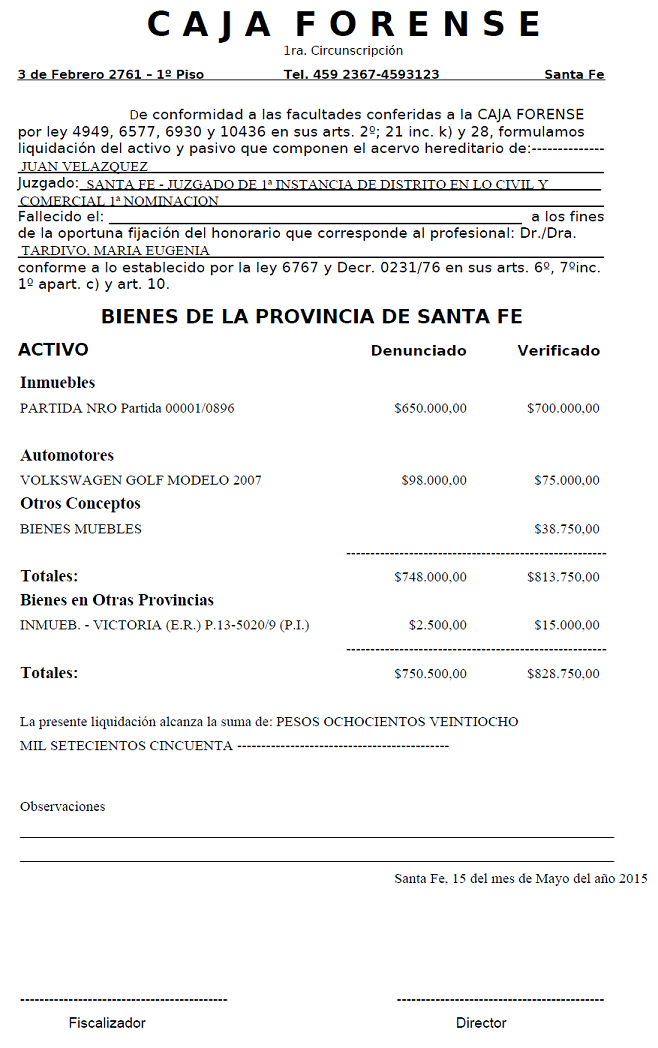 CAJA FORENSE
1ra. Circunscripción
3 de Febrero 2761 – 1º Piso Tel. 459 2367-4593123 Santa Fe
De conformidad a las facultades conferidas a la CAJA FORENSE
por ley 4949, 6577, 6930 y 10436 en sus arts. 2º; 21 inc. k) y 28, formulamos
liquidación del activo y pasivo que componen el acervo hereditario de:--------------
JUAN VELAZQUEZ
Juzgado: SANTA FE - JUZGADO DE 1ª INSTANCIA DE DISTRITO EN LO CIVIL Y
COMERCIAL 1ª NOMINACION
Fallecido el: ____________ a los fines
de la oportuna fijación del honorario que corresponde al profesional: Dr./Dra.
TARDIVO, MARIA EUGENIA
conforme a lo establecido por la ley 6767 y Decr. 0231/76 en sus arts. 6º, 7ºinc.
1º apart. c) y art. 10.
BIENES DE LA PROVINCIA DE SANTA FE
ACTIVO Denunciado Verificado
Inmuebles
PARTIDA NRO Partida 00001/0896 $650.000,00 $700.000,00
Automotores
VOLKSWAGEN GOLF MODELO 2007 $98.000,00 $75.000,00
Otros Conceptos
BIENES MUEBLES $38.750,00
------------------------------------------------------
Totales: $748.000,00 $813.750,00
Bienes en Otras Provincias
INMUEB. - VICTORIA (E.R.) P.13-5020/9 (P.I.) $2.500,00 $15.000,00
------------------------------------------------------
Totales: $750.500,00 $828.750,00
La presente liquidación alcanza la suma de: PESOS OCHOCIENTOS VEINTIOCHO
MIL SETECIENTOS CINCUENTA --------------------------------------------
Observaciones
Santa Fe, 15 del mes de Mayo del año 2015
------------------------------------------- -------------------------------------------
Fiscalizador Director